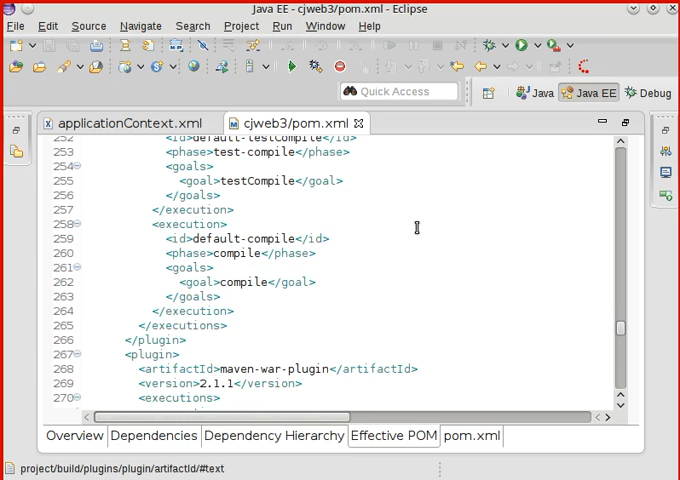 Java EE - cjweb3/pom.xml - Eclipse
File Edit Navigate Search Project Run Window Help
Quick Access
Java Java EE Debug
applicationContext.xml cjweb3/pom.xml
252 <id>default-testCompile</id>
253 <phase>test-compile</phase>
254 <goals>
255 <goal>testCompile</goal>
256 </goals>
257 </execution>
258 <execution>
259 <id>default-compile</id>
260 <phase>compile</phase>
261 <goals>
262 <goal>compile</goal>
263 </goals>
264 </execution>
265 </executions>
266 </plugin>
267 <plugin>
268 <artifactId>maven-war-plugin</artifactId>
269 <version>2.1.1</version>
270 <executions>
Overview Dependencies Dependency Hierarchy Effective POM pom.xml
project/build/plugins/plugin/artifactId/#text